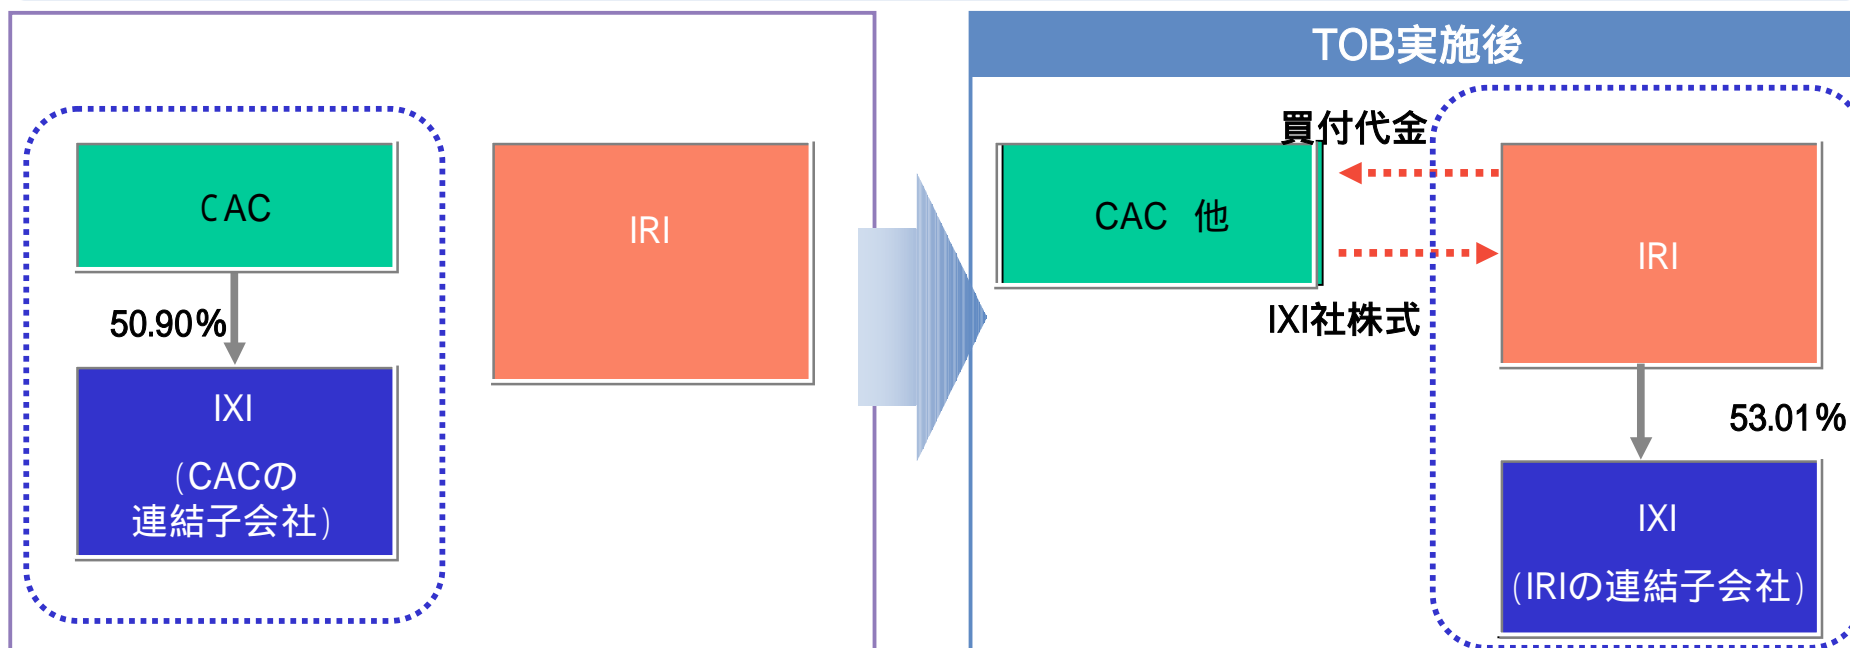 CAC
50.90%
IXI
(CACの
連結子会社)
IRI
TOB実施後
買付代金
CAC 他
IXI社株式
IRI
53.01%
IXI
(IRIの連結子会社)